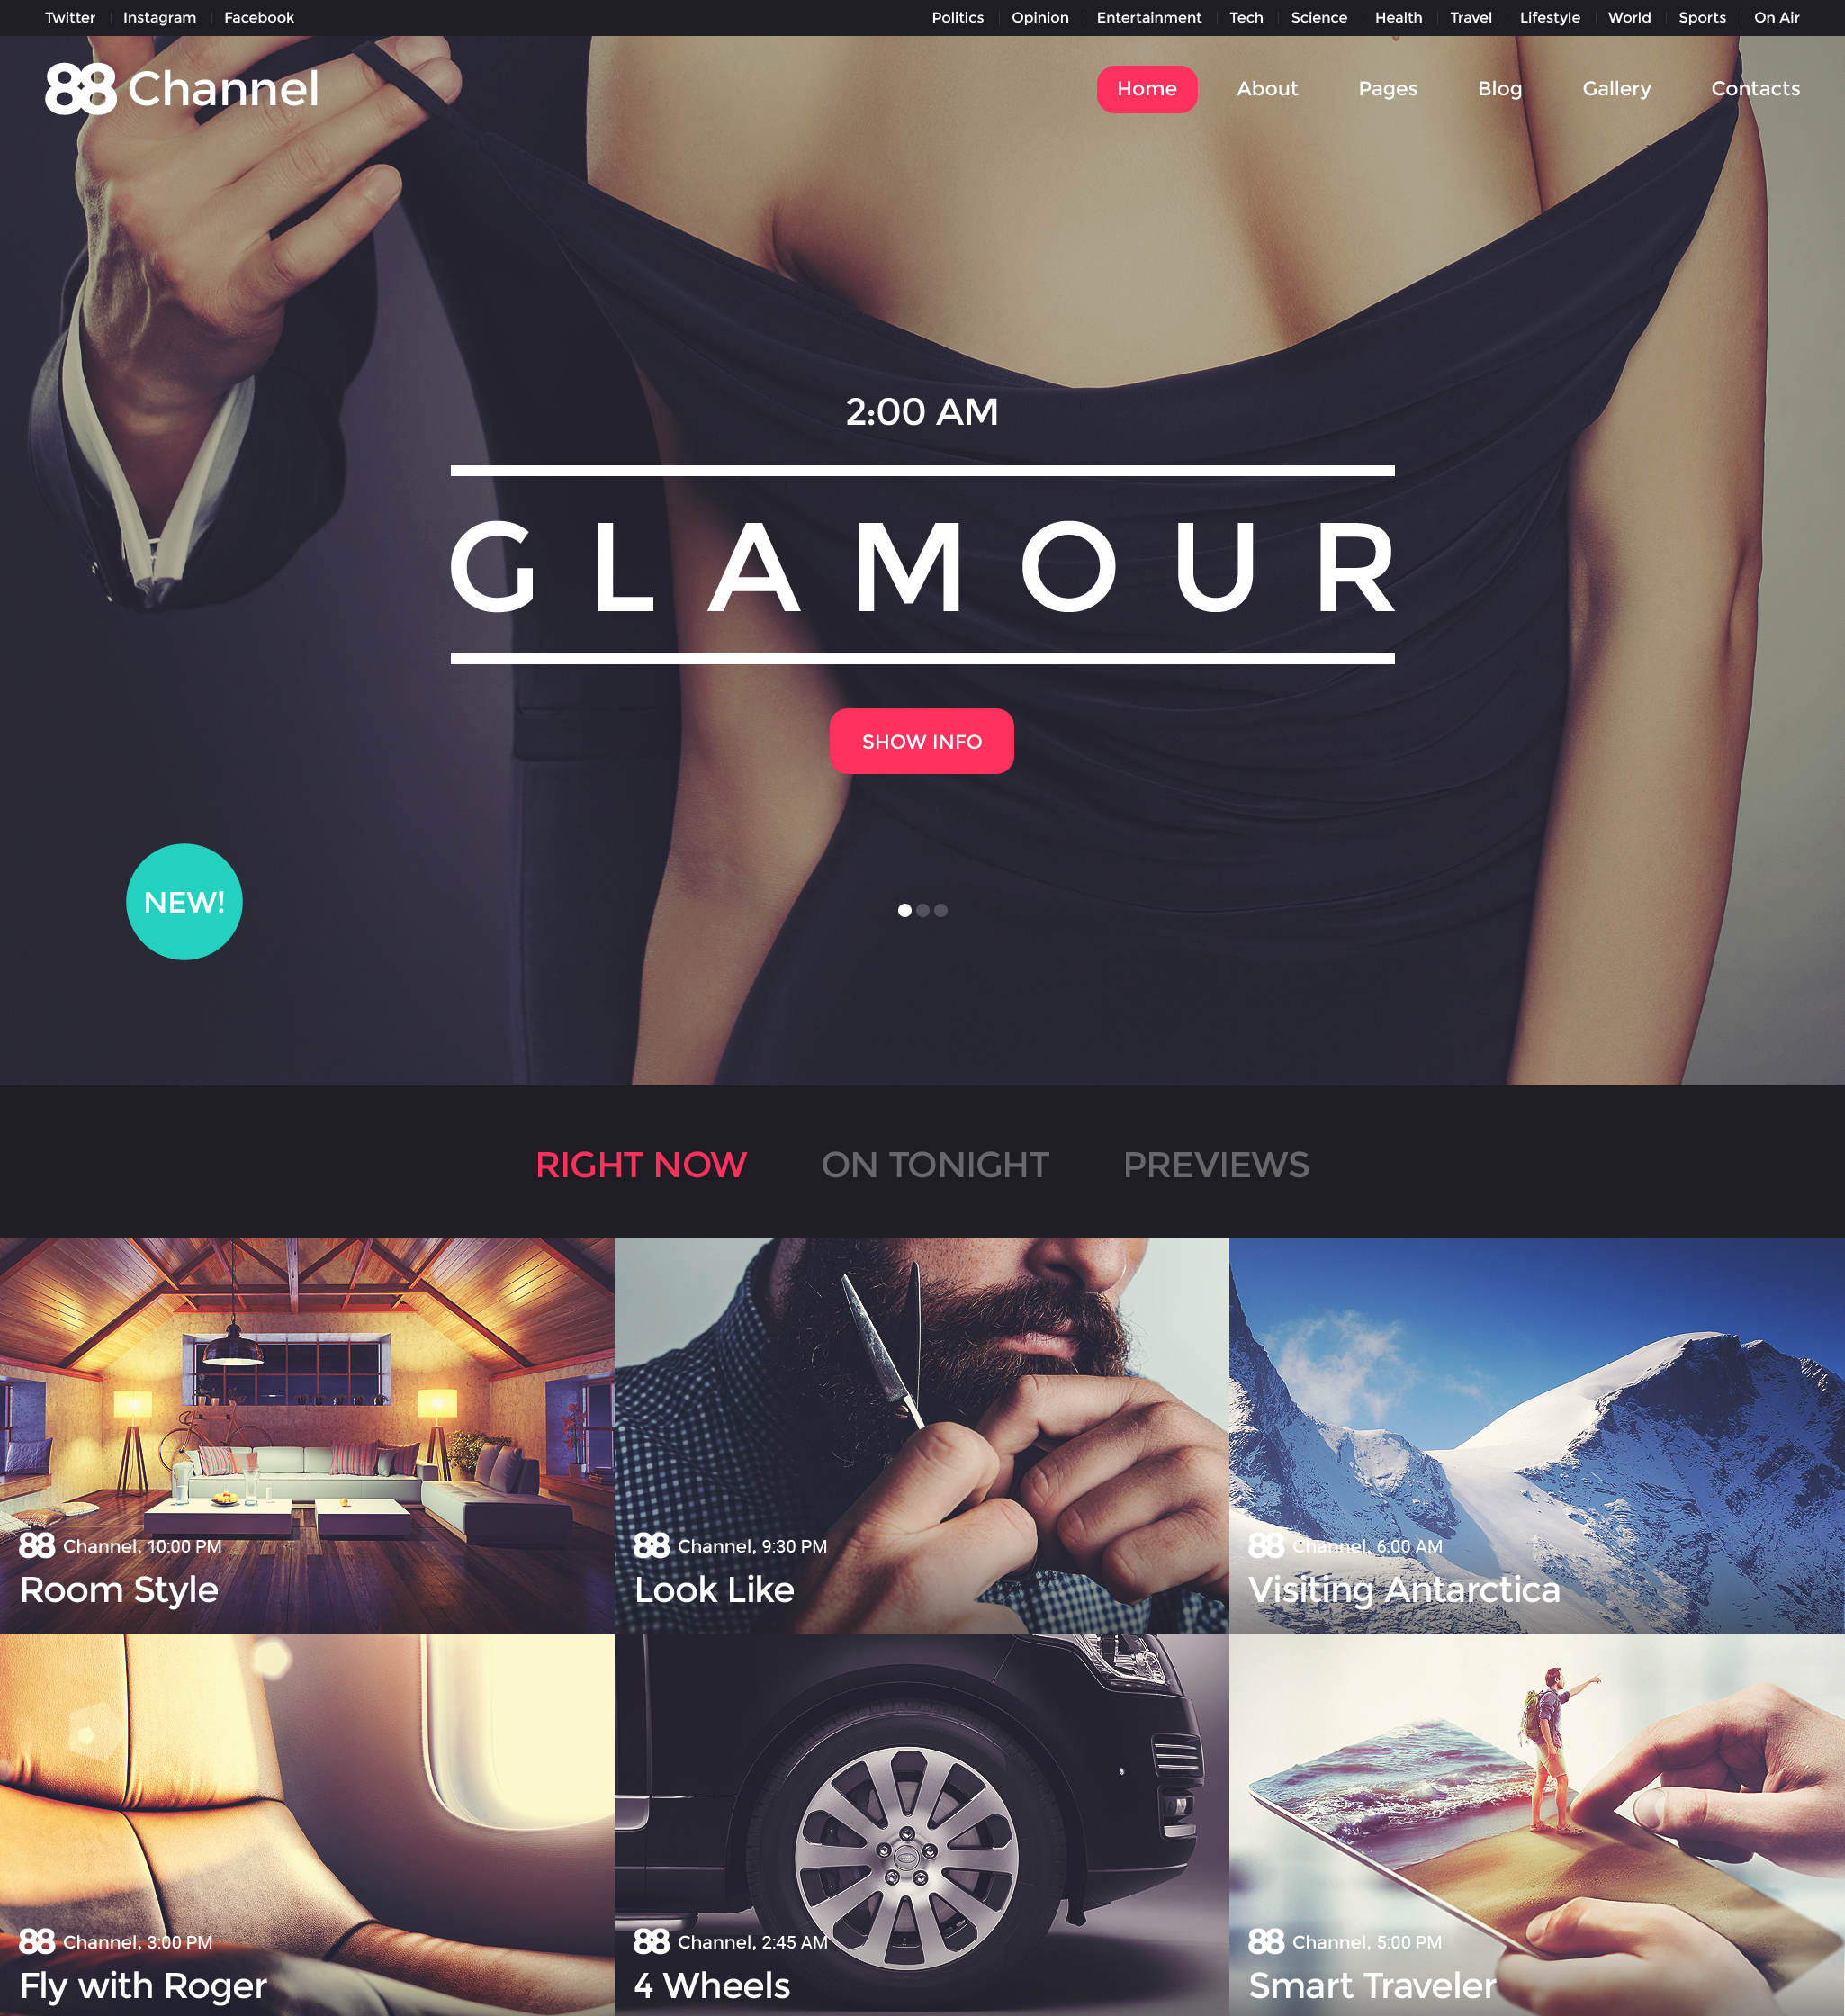 Twitter Instagram Facebook Politics Opinion Entertainment Tech Science Health Travel Lifestyle World Sports On Air
88 Channel Home About Pages Blog Gallery Contacts
2:00 AM
GLAMOUR
SHOW INFO
NEW!
RIGHT NOW ON TONIGHT PREVIEWS
88 Channel, 10:00 PM
Room Style
88 Channel, 9:30 PM
Look Like
88 Channel, 6:00 AM
Visiting Antarctica
88 Channel, 3:00 PM
Fly with Roger
88 Channel, 2:45 AM
4 Wheels
88 Channel, 5:00 PM
Smart Traveler